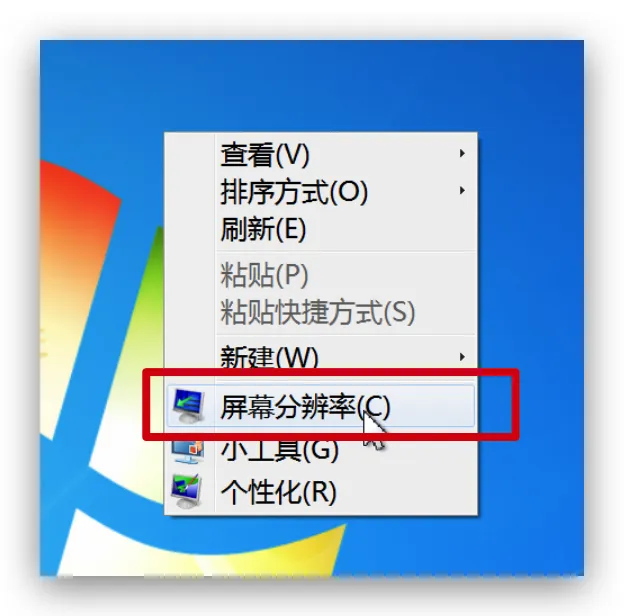 查看(V)
排序方式(O)
刷新(E)
粘贴(P)
粘贴快捷方式(S)
新建(W)
屏幕分辨率(C)
小工具(G)
个性化(R)